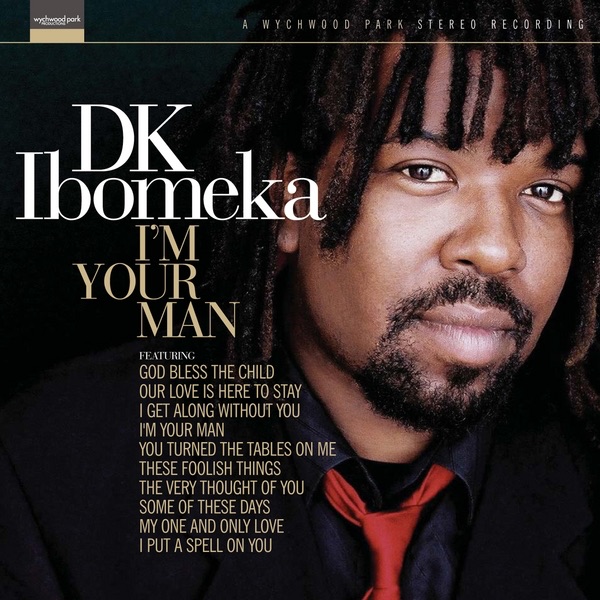 wychwood park
PRODUCTIONS
A WYCHWOOD PARK STEREO RECORDING
DK
Ibomeka
I'M
YOUR
MAN
FEATURING
GOD BLESS THE CHILD
OUR LOVE IS HERE TO STAY
I GET ALONG WITHOUT YOU
I'M YOUR MAN
YOU TURNED THE TABLES ON ME
THESE FOOLISH THINGS
THE VERY THOUGHT OF YOU
SOME OF THESE DAYS
MY ONE AND ONLY LOVE
I PUT A SPELL ON YOU